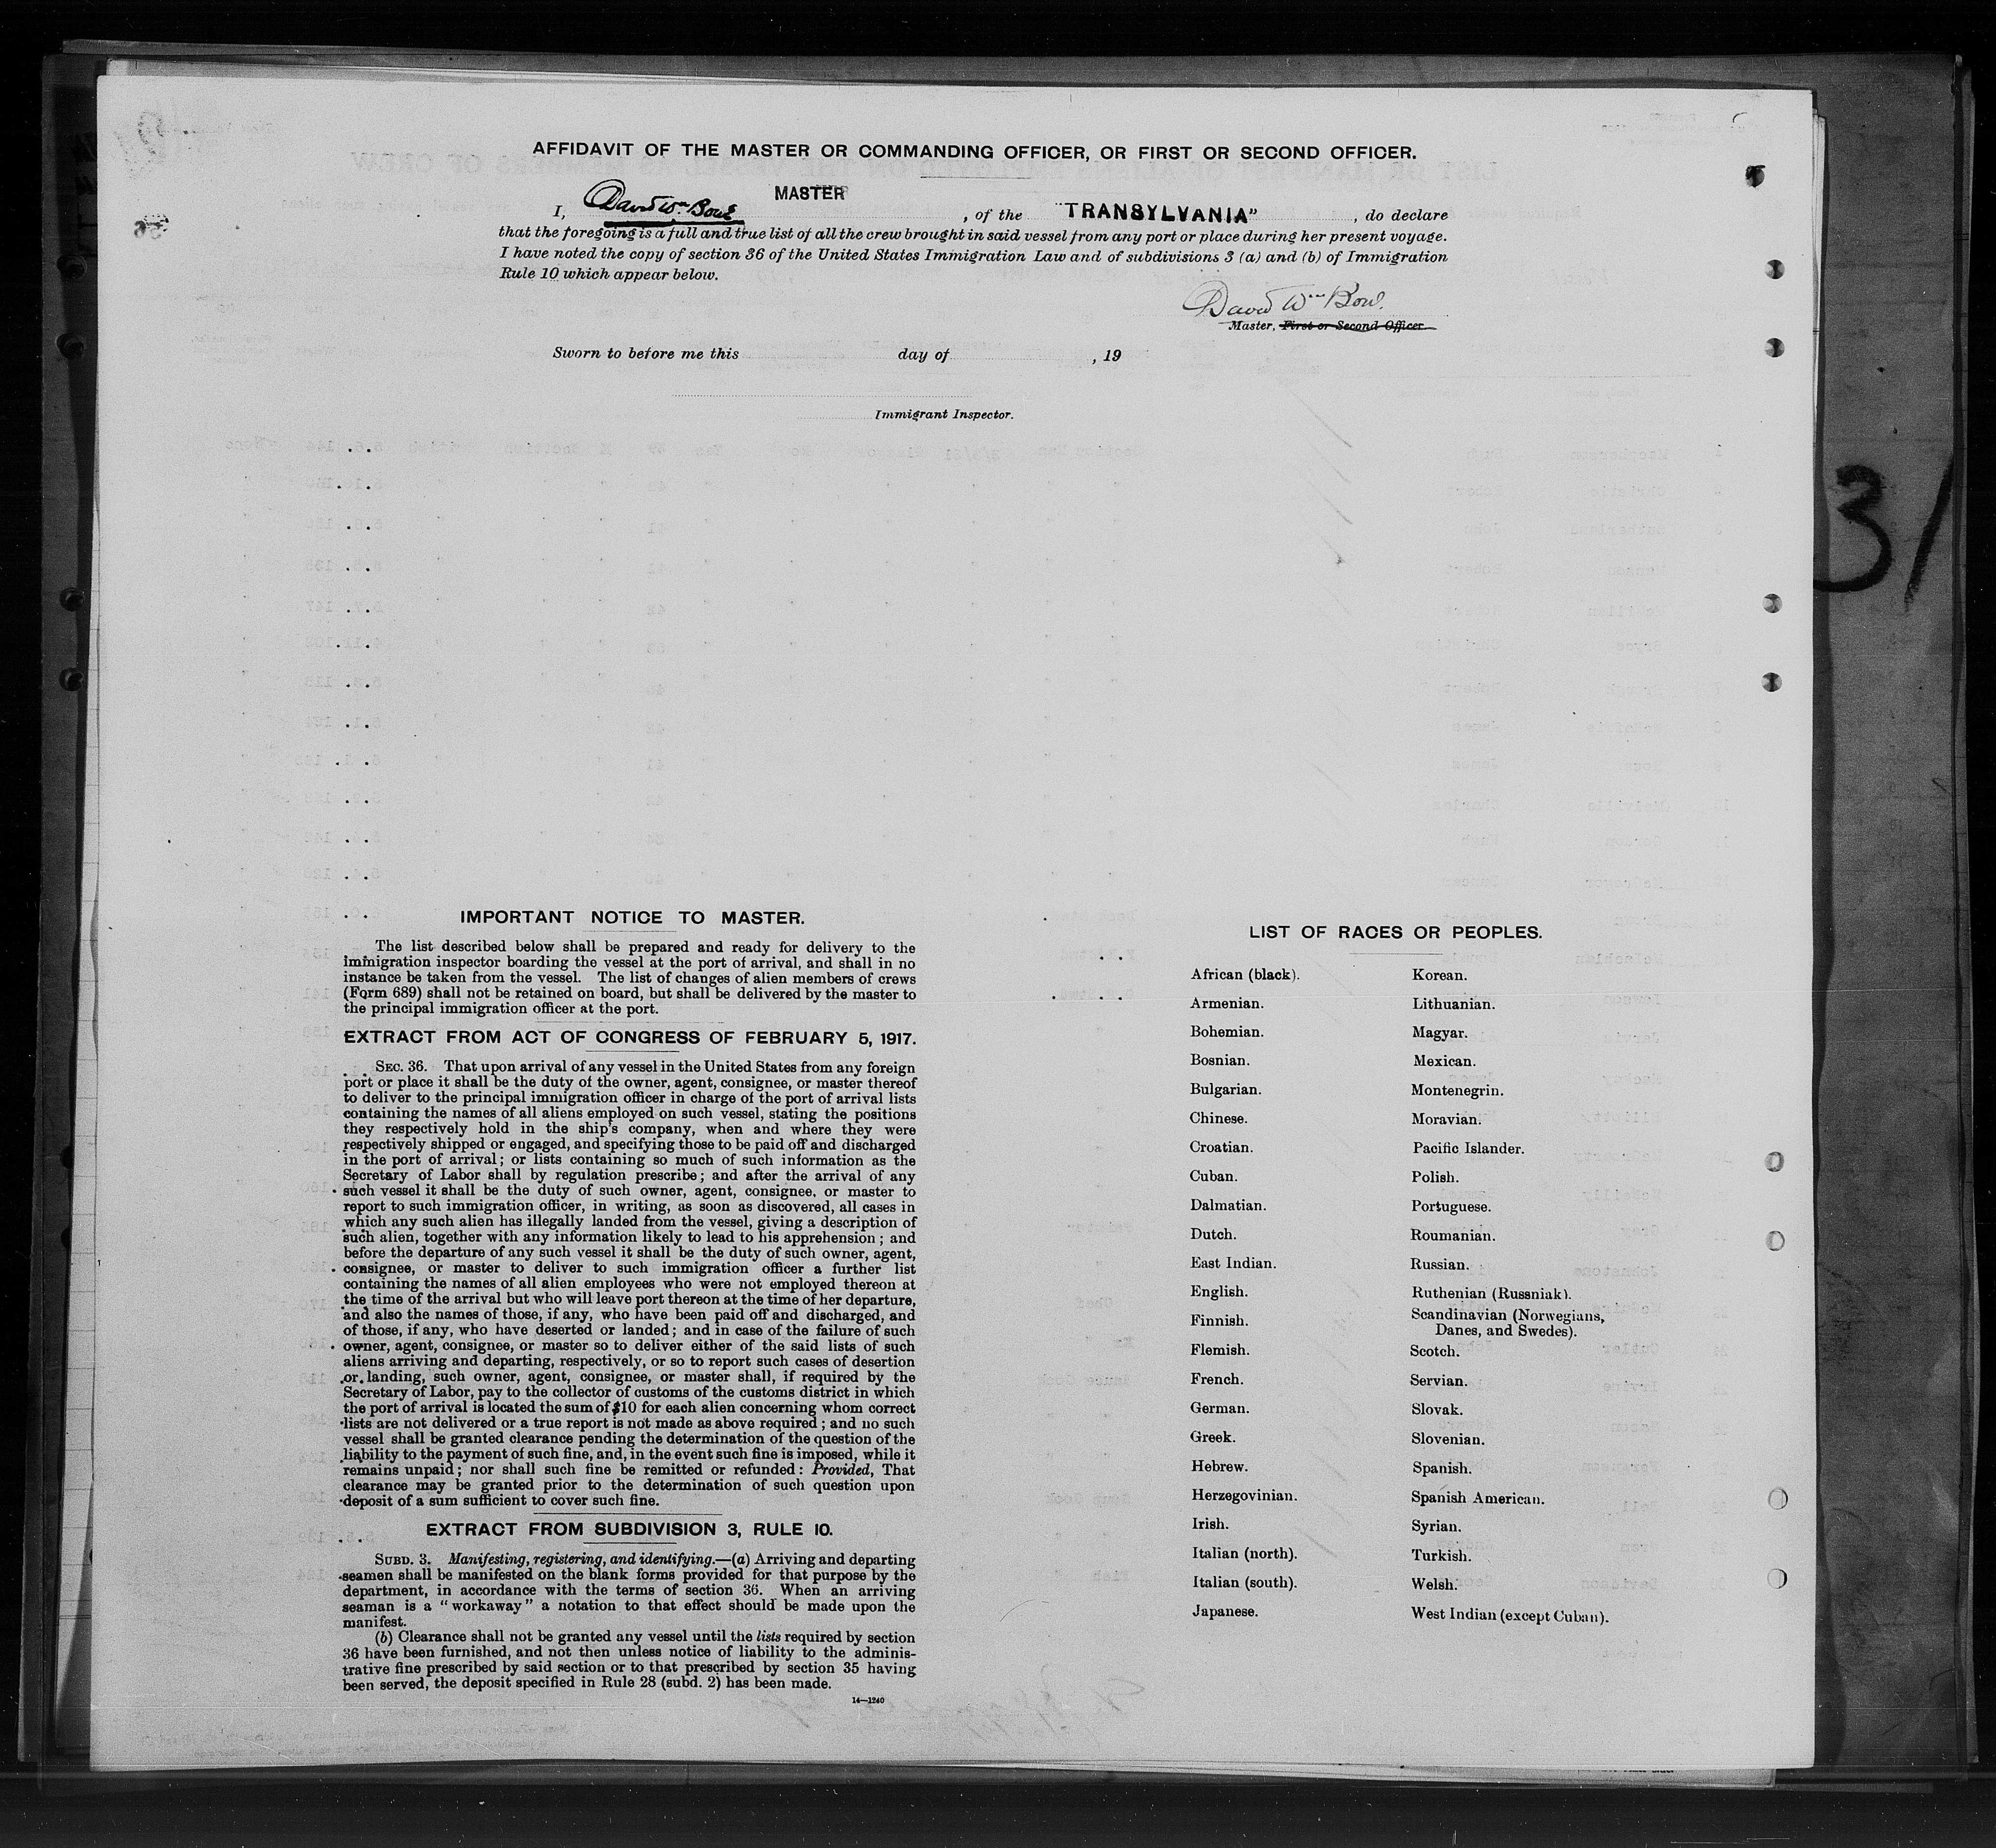 AFFIDAVIT OF THE MASTER OR COMMANDING OFFICER, OR FIRST OR SECOND OFFICER.
MASTER
I, David Wm Bone, of the "TRANSYLVANIA", do declare
that the foregoing is a full and true list of all the crew brought in said vessel from any port or place during her present voyage.
I have noted the copy of section 36 of the United States Immigration Law and of subdivisions 3 (a) and (b) of Immigration
Rule 10 which appear below.
David Wm Bone
Master, First or Second Officer.
Sworn to before me this day of , 19
Immigrant Inspector.
31
IMPORTANT NOTICE TO MASTER.
The list described below shall be prepared and ready for delivery to the
immigration inspector boarding the vessel at the port of arrival, and shall in no
instance be taken from the vessel. The list of changes of alien members of crews
(Form 689) shall not be retained on board, but shall be delivered by the master to
the principal immigration officer at the port.
EXTRACT FROM ACT OF CONGRESS OF FEBRUARY 5, 1917.
SEC. 36. That upon arrival of any vessel in the United States from any foreign
port or place it shall be the duty of the owner, agent, consignee, or master thereof
to deliver to the principal immigration officer in charge of the port of arrival lists
containing the names of all aliens employed on such vessel, stating the positions
they respectively hold in the ship's company, when and where they were
respectively shipped or engaged, and specifying those to be paid off and discharged
in the port of arrival; or lists containing so much of such information as the
Secretary of Labor shall by regulation prescribe; and after the arrival of any
such vessel it shall be the duty of such owner, agent, consignee, or master to
report to such immigration officer, in writing, as soon as discovered, all cases in
which any such alien has illegally landed from the vessel, giving a description of
such alien, together with any information likely to lead to his apprehension; and
before the departure of any such vessel it shall be the duty of such owner, agent,
consignee, or master to deliver to such immigration officer a further list
containing the names of all alien employees who were not employed thereon at
the time of the arrival but who will leave port thereon at the time of her departure,
and also the names of those, if any, who have been paid off and discharged, and
of those, if any, who have deserted or landed; and in case of the failure of such
owner, agent, consignee, or master so to deliver either of the said lists of such
aliens arriving and departing, respectively, or so to report such cases of desertion
or landing, such owner, agent, consignee, or master shall, if required by the
Secretary of Labor, pay to the collector of customs of the customs district in which
the port of arrival is located the sum of $10 for each alien concerning whom correct
lists are not delivered or a true report is not made as above required; and no such
vessel shall be granted clearance pending the determination of the question of the
liability to the payment of such fine, and, in the event such fine is imposed, while it
remains unpaid; nor shall such fine be remitted or refunded: Provided, That
clearance may be granted prior to the determination of such question upon
deposit of a sum sufficient to cover such fine.
EXTRACT FROM SUBDIVISION 3, RULE 10.
SUBD. 3. Manifesting, registering, and identifying.—(a) Arriving and departing
seamen shall be manifested on the blank forms provided for that purpose by the
department, in accordance with the terms of section 36. When an arriving
seaman is a "workaway" a notation to that effect should be made upon the
manifest.
(b) Clearance shall not be granted any vessel until the lists required by section
36 have been furnished, and not then unless notice of liability to the adminis-
trative fine prescribed by said section or to that prescribed by section 35 having
been served, the deposit specified in Rule 28 (subd. 2) has been made.
14—1240
LIST OF RACES OR PEOPLES.
African (black).
Armenian.
Bohemian.
Bosnian.
Bulgarian.
Chinese.
Croatian.
Cuban.
Dalmatian.
Dutch.
East Indian.
English.
Finnish.
Flemish.
French.
German.
Greek.
Hebrew.
Herzegovinian.
Irish.
Italian (north).
Italian (south).
Japanese.
Korean.
Lithuanian.
Magyar.
Mexican.
Montenegrin.
Moravian.
Pacific Islander.
Polish.
Portuguese.
Roumanian.
Russian.
Ruthenian (Russniak).
Scandinavian (Norwegians,
Danes, and Swedes).
Scotch.
Servian.
Slovak.
Slovenian.
Spanish.
Spanish American.
Syrian.
Turkish.
Welsh.
West Indian (except Cuban).